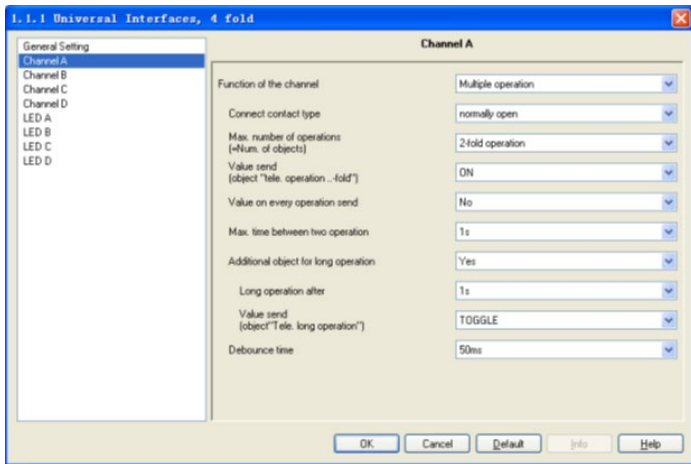 1.1.1 Universal Interfaces, 4 fold
General Setting
Channel A
Channel B
Channel C
Channel D
LED A
LED B
LED C
LED D
Channel A
Function of the channel
Multiple operation
Connect contact type
normally open
Max. number of operations
(=Num. of objects)
2-fold operation
Value send
(object "tele. operation ..-fold")
ON
Value on every operation send
No
Max. time between two operation
1s
Additional object for long operation
Yes
Long operation after
1s
Value send
(object"Tele. long operation")
TOGGLE
Debounce time
50ms
OK
Cancel
Default
Info
Help